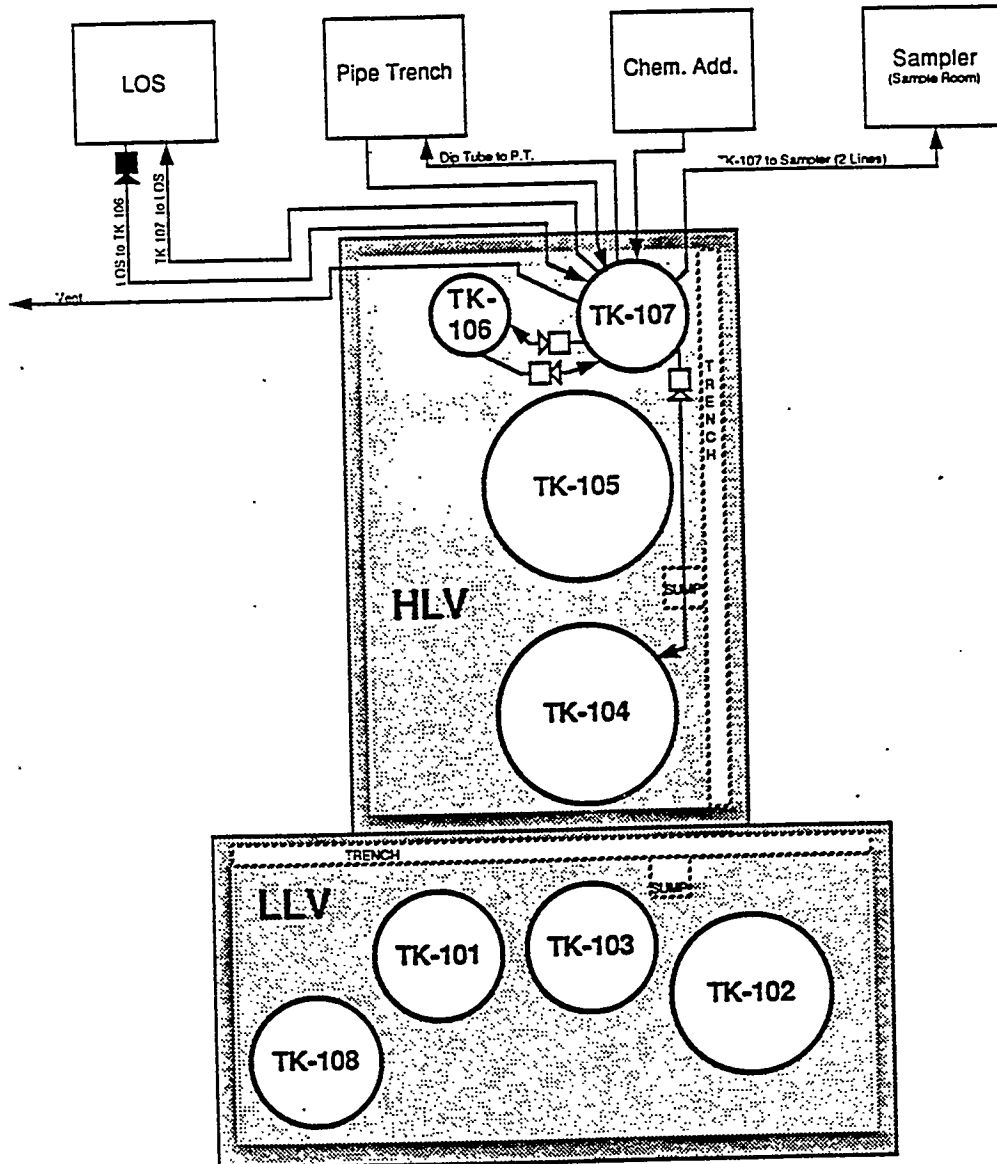 LOS
Pipe Trench
Chem. Add.
Sampler
(Sample Room)
Dip Tube to P.T.
TK-107 to Sampler (2 Lines)
LOS to TK 106
TK 107 to LOS
Vent
TK-
106
TK-107
TRENCH
TK-105
SUMP
HLV
TK-104
TRENCH
SUMP
LLV
TK-101
TK-103
TK-102
TK-108